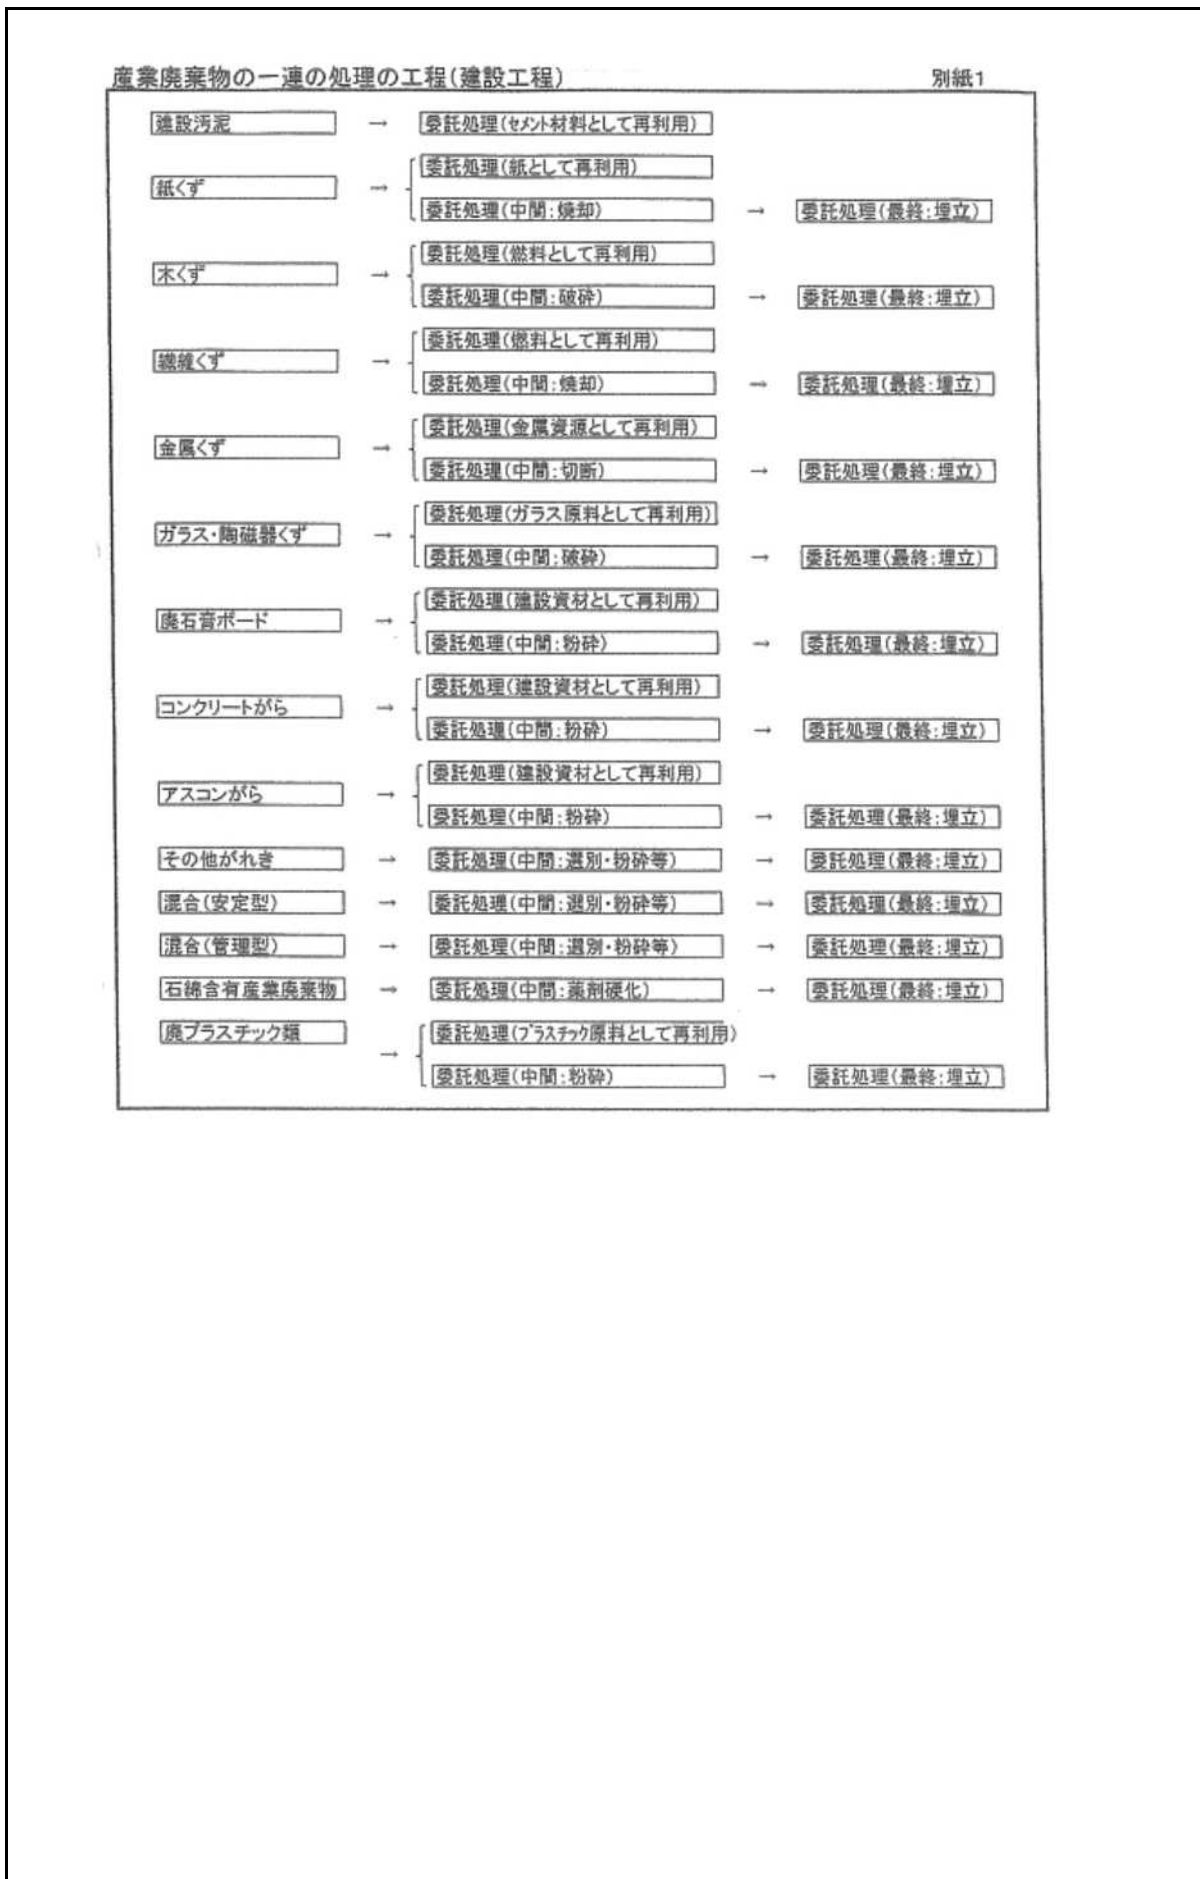 産業廃棄物の一連の処理の工程(建設工程) 別紙1
建設汚泥 → 委託処理(セメント材料として再利用)
委託処理(紙として再利用)
紙くず →
委託処理(中間:焼却) → 委託処理(最終:埋立)
委託処理(燃料として再利用)
木くず →
委託処理(中間:破砕) → 委託処理(最終:埋立)
委託処理(燃料として再利用)
繊維くず →
委託処理(中間:焼却) → 委託処理(最終:埋立)
委託処理(金属資源として再利用)
金属くず →
委託処理(中間:切断) → 委託処理(最終:埋立)
委託処理(ガラス原料として再利用)
ガラス・陶磁器くず →
委託処理(中間:破砕) → 委託処理(最終:埋立)
委託処理(建設資材として再利用)
廃石膏ボード →
委託処理(中間:粉砕) → 委託処理(最終:埋立)
委託処理(建設資材として再利用)
コンクリートがら →
委託処理(中間:粉砕) → 委託処理(最終:埋立)
委託処理(建設資材として再利用)
アスコンがら →
委託処理(中間:粉砕) → 委託処理(最終:埋立)
その他がれき → 委託処理(中間:選別・粉砕等) → 委託処理(最終:埋立)
混合(安定型) → 委託処理(中間:選別・粉砕等) → 委託処理(最終:埋立)
混合(管理型) → 委託処理(中間:選別・粉砕等) → 委託処理(最終:埋立)
石綿含有産業廃棄物 → 委託処理(中間:薬剤硬化) → 委託処理(最終:埋立)
廃プラスチック類 → 委託処理(プラスチック原料として再利用)
委託処理(中間:粉砕) → 委託処理(最終:埋立)